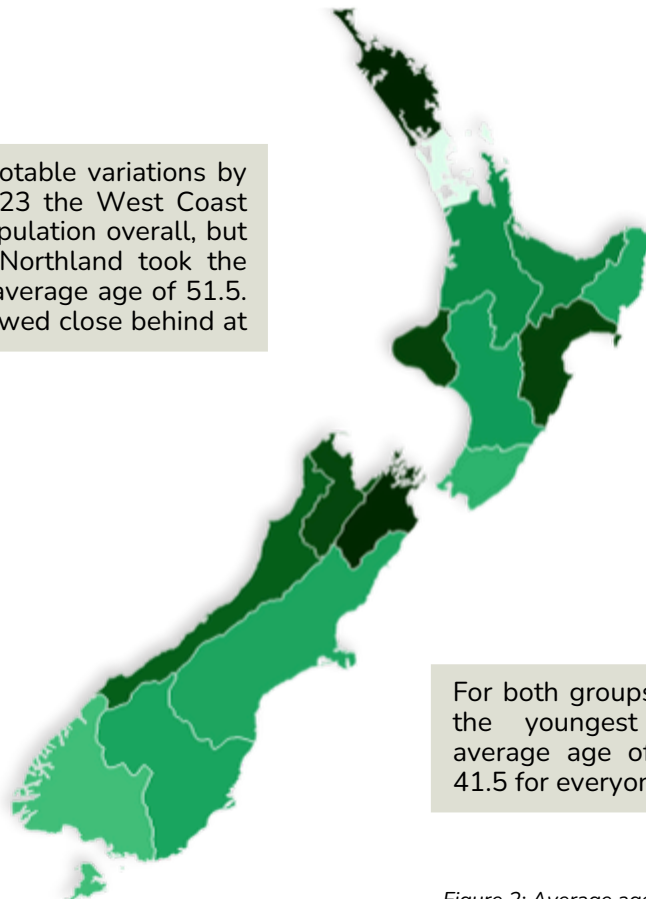 otable variations by
23 the West Coast
pulation overall, but
Northland took the
average age of 51.5.
wed close behind at
For both groups
the youngest
average age of
41.5 for everyon
Figure 2: Average age